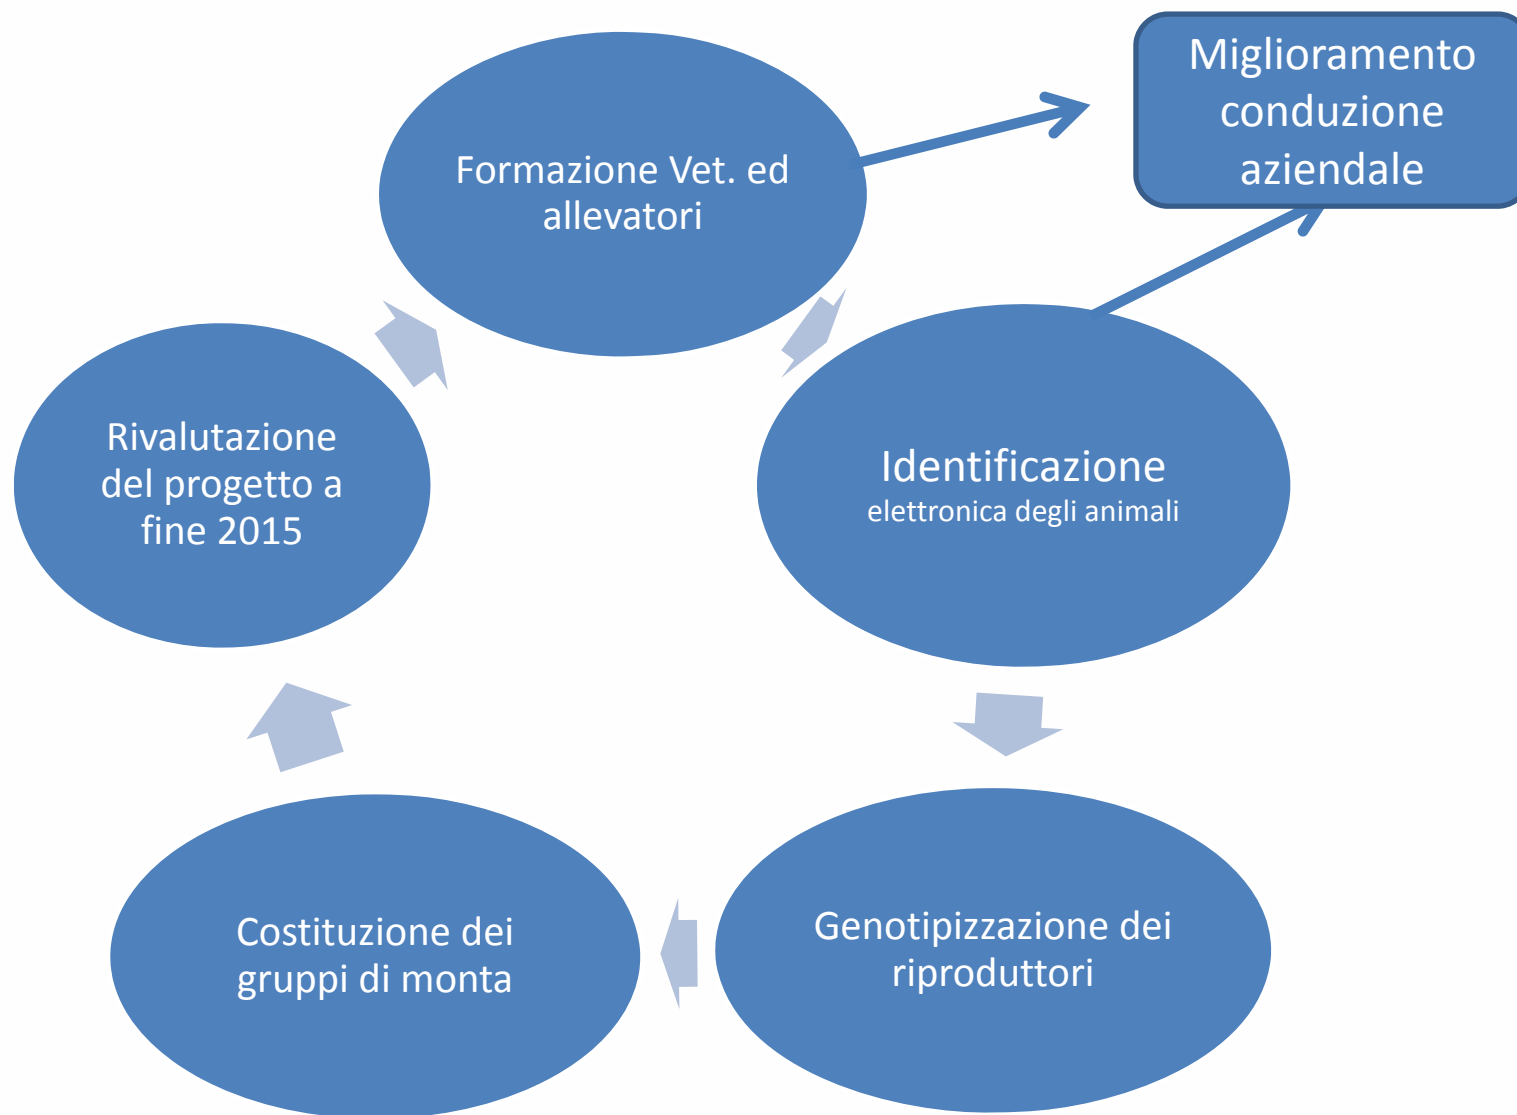 Miglioramento
conduzione
aziendale
Formazione Vet. ed
allevatori
Identificazione
elettronica degli animali
Genotipizzazione dei
riproduttori
Costituzione dei
gruppi di monta
Rivalutazione
del progetto a
fine 2015